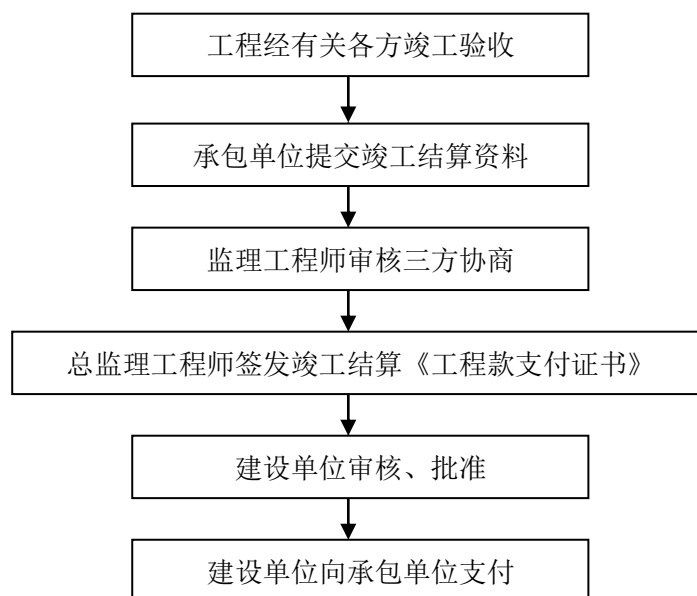 工程经有关各方竣工验收
承包单位提交竣工结算资料
监理工程师审核三方协商
总监理工程师签发竣工结算《工程款支付证书》
建设单位审核、批准
建设单位向承包单位支付